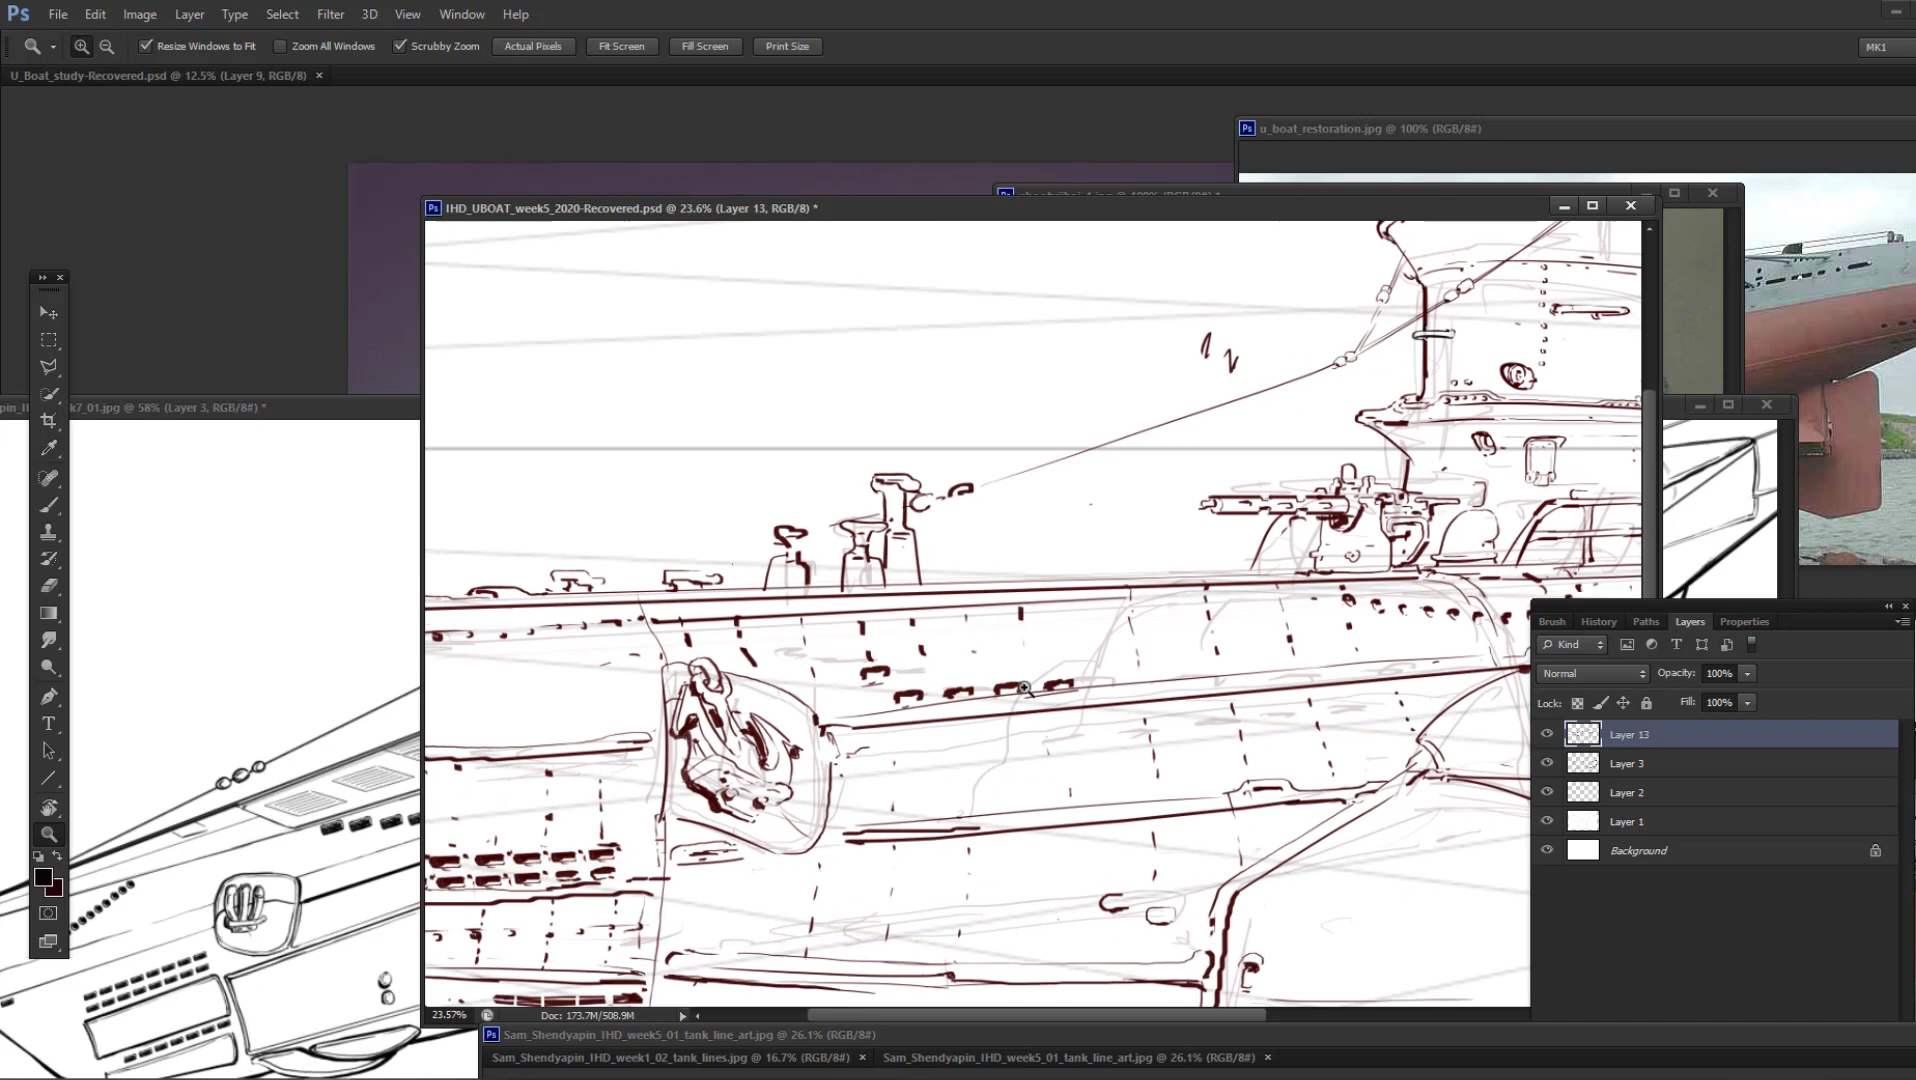 Ps File Edit Image Layer Type Select Filter 3D View Window Help
Resize Windows to Fit Zoom All Windows Scrubby Zoom Actual Pixels Fit Screen Fill Screen Print Size MK1
U_Boat_study-Recovered.psd @ 12.5% (Layer 9, RGB/8)
Ps u_boat_restoration.jpg @ 100% (RGB/8#)
Ps IHD_UBOAT_week5_2020-Recovered.psd @ 23.6% (Layer 13, RGB/8) *
k7_01.jpg @ 58% (Layer 3, RGB/8#) *
Brush History Paths Layers Properties
Kind
Normal Opacity: 100%
Lock: Fill: 100%
Layer 13
Layer 3
Layer 2
Layer 1
Background
23.57% Doc: 173.7M/508.9M
Ps Sam_Shendyapin_IHD_week5_01_tank_line_art.jpg @ 26.1% (RGB/8#)
Sam_Shendyapin_IHD_week1_02_tank_lines.jpg @ 16.7% (RGB/8#) Sam_Shendyapin_IHD_week5_01_tank_line_art.jpg @ 26.1% (RGB/8#)